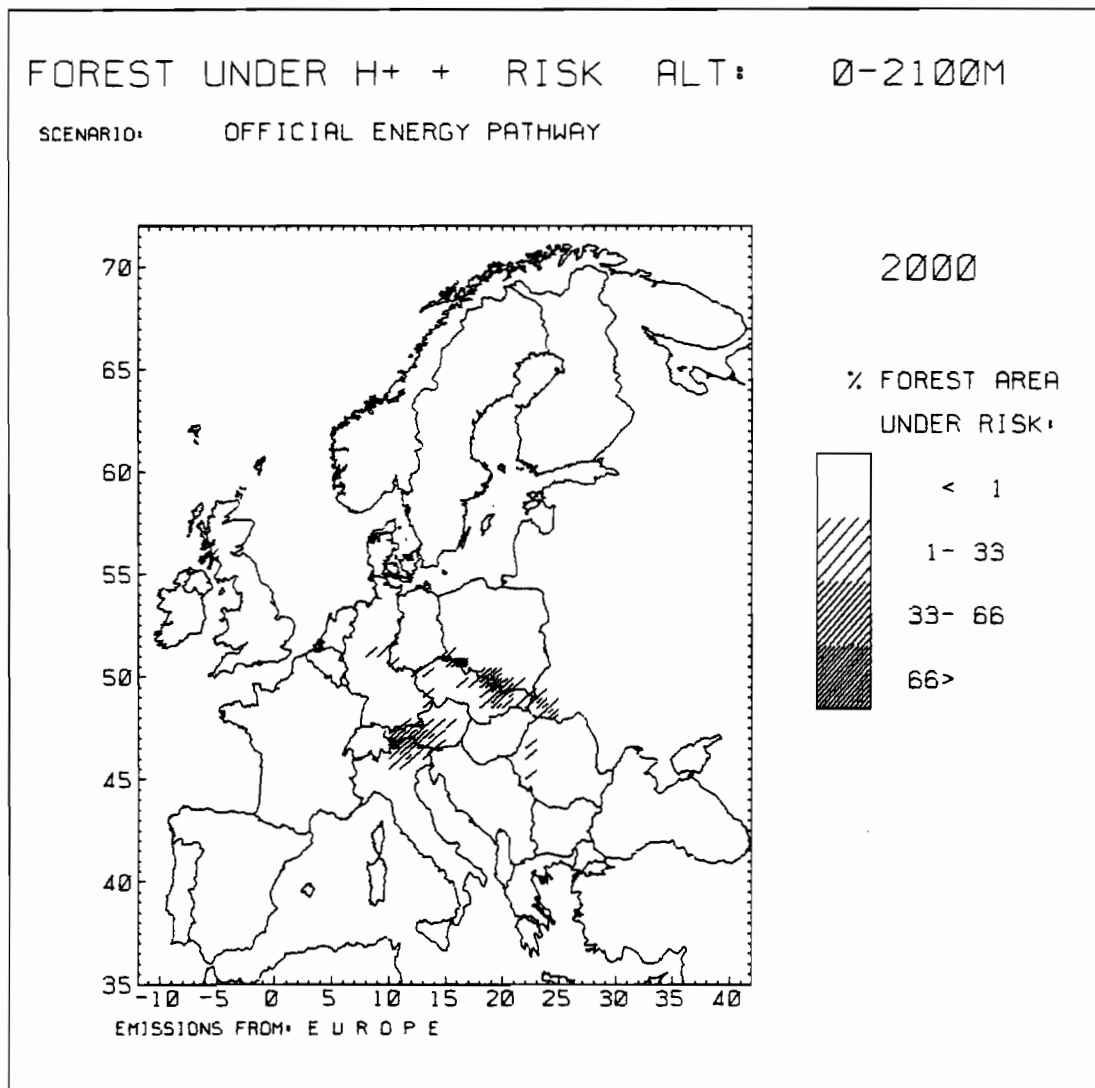 FOREST UNDER H+ + RISK ALT: 0-2100M
SCENARIO: OFFICIAL ENERGY PATHWAY
2000
% FOREST AREA
UNDER RISK:
< 1
1- 33
33- 66
66>
70
65
60
55
50
45
40
35
-10 -5 0 5 10 15 20 25 30 35 40
EMISSIONS FROM: E U R O P E